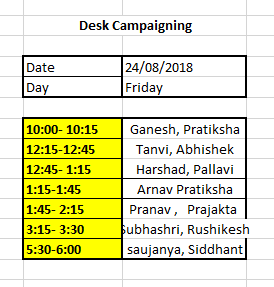 Desk Campaigning
Date 24/08/2018
Day Friday
10:00- 10:15 Ganesh, Pratiksha
12:15-12:45 Tanvi, Abhishek
12:45- 1:15 Harshad, Pallavi
1:15-1:45 Arnav Pratiksha
1:45- 2:15 Pranav , Prajakta
3:15- 3:30 Subhashri, Rushikesh
5:30-6:00 saujanya, Siddhant